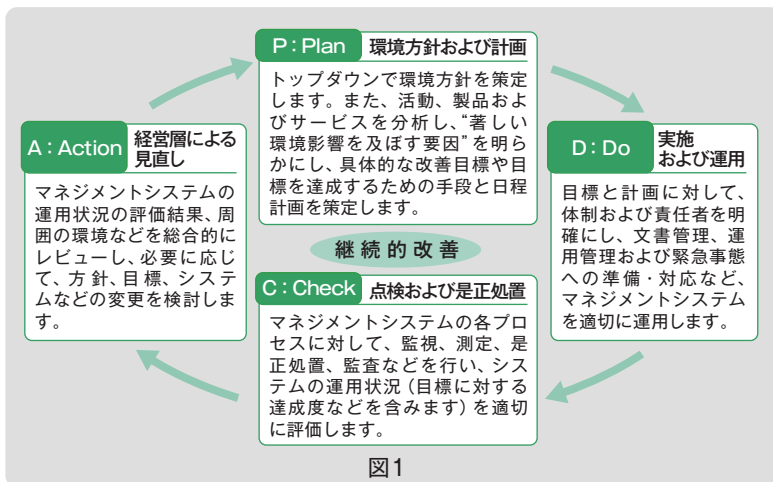 P：Plan 環境方針および計画
トップダウンで環境方針を策定
します。また、活動、製品およ
びサービスを分析し、“著しい
環境影響を及ぼす要因”を明ら
かにし、具体的な改善目標や目
標を達成するための手段と日程
計画を策定します。
D：Do 実施
および運用
目標と計画に対して、
体制および責任者を明
確にし、文書管理、運
用管理および緊急事態
への準備・対応など、
マネジメントシステム
を適切に運用します。
継続的改善
C：Check 点検および是正処置
マネジメントシステムの各プロ
セスに対して、監視、測定、是
正処置、監査などを行い、シス
テムの運用状況（目標に対する
達成度などを含みます）を適切
に評価します。
A：Action 経営層による
見直し
マネジメントシステムの
運用状況の評価結果、周
囲の環境などを総合的に
レビューし、必要に応じ
て、方針、目標、システ
ムなどの変更を検討しま
す。
図1